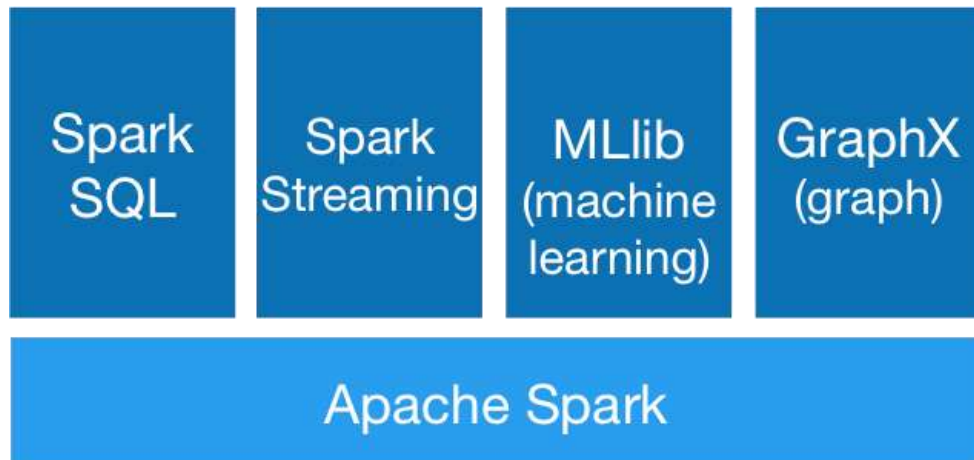 Spark
SQL
Spark
Streaming
MLlib
(machine
learning)
GraphX
(graph)
Apache Spark